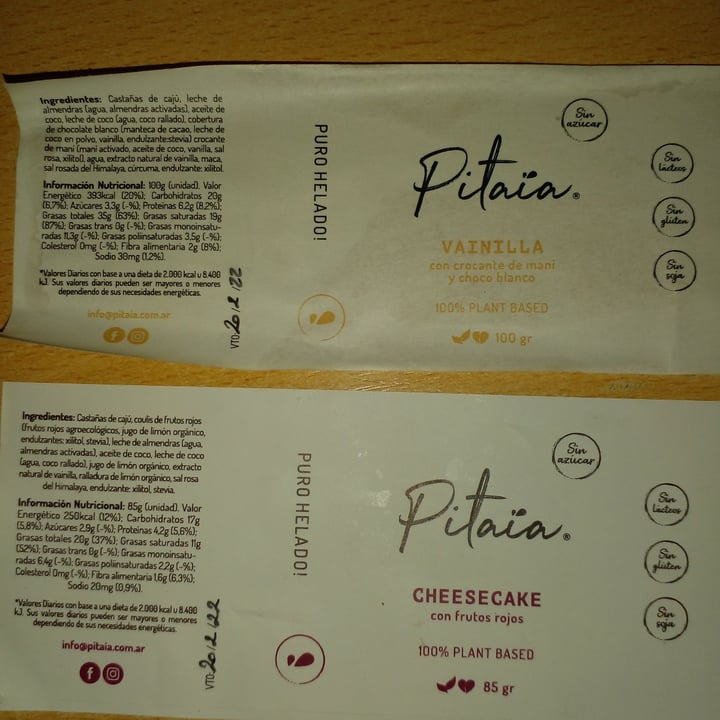 Ingredientes: Castañas de cajú, leche de
almendras (agua, almendras activadas), aceite de
coco, leche de coco (agua, coco rallado), cobertura
de chocolate blanco (manteca de cacao, leche de
coco en polvo, vainilla, endulzante:stevia) crocante
de maní (maní activado, aceite de coco, vanilla, sal
rosa, xilitol), agua, extracto natural de vainilla, maca,
sal rosada del Himalaya, cúrcuma, endulzante: xilitol.
Información Nutricional: 100g (unidad). Valor
Energético 393kcal (20%); Carbohidratos 20g
(6,7%); Azúcares 3,3g (-%); Proteínas 6,2g (8,2%);
Grasas totales 35g (63%); Grasas saturadas 19g
(87%); Grasas trans 0g (-%); Grasas monoinsatu-
radas 11,3g (-%); Grasas poliinsaturadas 3,5g (-%);
Colesterol 0mg (-%); Fibra alimentaria 2g (8%);
Sodio 30mg (1,2%).
*Valores Diarios con base a una dieta de 2.000 kcal u 8.400
kJ. Sus valores diarios pueden ser mayores o menores
dependiendo de sus necesidades energéticas.
info@pitaia.com.ar
VTO: 20/2/22
PURO HELADO!
Pitaïa®
VAINILLA
con crocante de maní
y choco blanco
100% PLANT BASED
100 gr
Sin
azúcar
Sin
lácteos
Sin
glúten
Sin
soja
Ingredientes: Castañas de cajú, coulis de frutos rojos
(frutos rojos agroecológicos, jugo de limón orgánico,
endulzantes: xilitol, stevia), leche de almendras (agua,
almendras activadas), aceite de coco, leche de coco
(agua, coco rallado), jugo de limón orgánico, extracto
natural de vainilla, ralladura de limón orgánico, sal rosa
del Himalaya, endulzante: xilitol, stevia.
Información Nutricional: 85g (unidad). Valor
Energético 250kcal (12%); Carbohidratos 17g
(5,8%); Azúcares 2,9g (-%); Proteínas 4,2g (5,6%);
Grasas totales 20g (37%); Grasas saturadas 11g
(52%); Grasas trans 0g (-%); Grasas monoinsatu-
radas 6,4g (-%); Grasas poliinsaturadas 2,2g (-%);
Colesterol 0mg (-%); Fibra alimentaria 1,6g (6,3%);
Sodio 20mg (0,9%).
*Valores Diarios con base a una dieta de 2.000 kcal u 8.400
kJ. Sus valores diarios pueden ser mayores o menores
dependiendo de sus necesidades energéticas.
info@pitaia.com.ar
VTO: 20/2/22
PURO HELADO!
Pitaïa®
CHEESECAKE
con frutos rojos
100% PLANT BASED
85 gr
Sin
azúcar
Sin
lácteos
Sin
glúten
Sin
soja